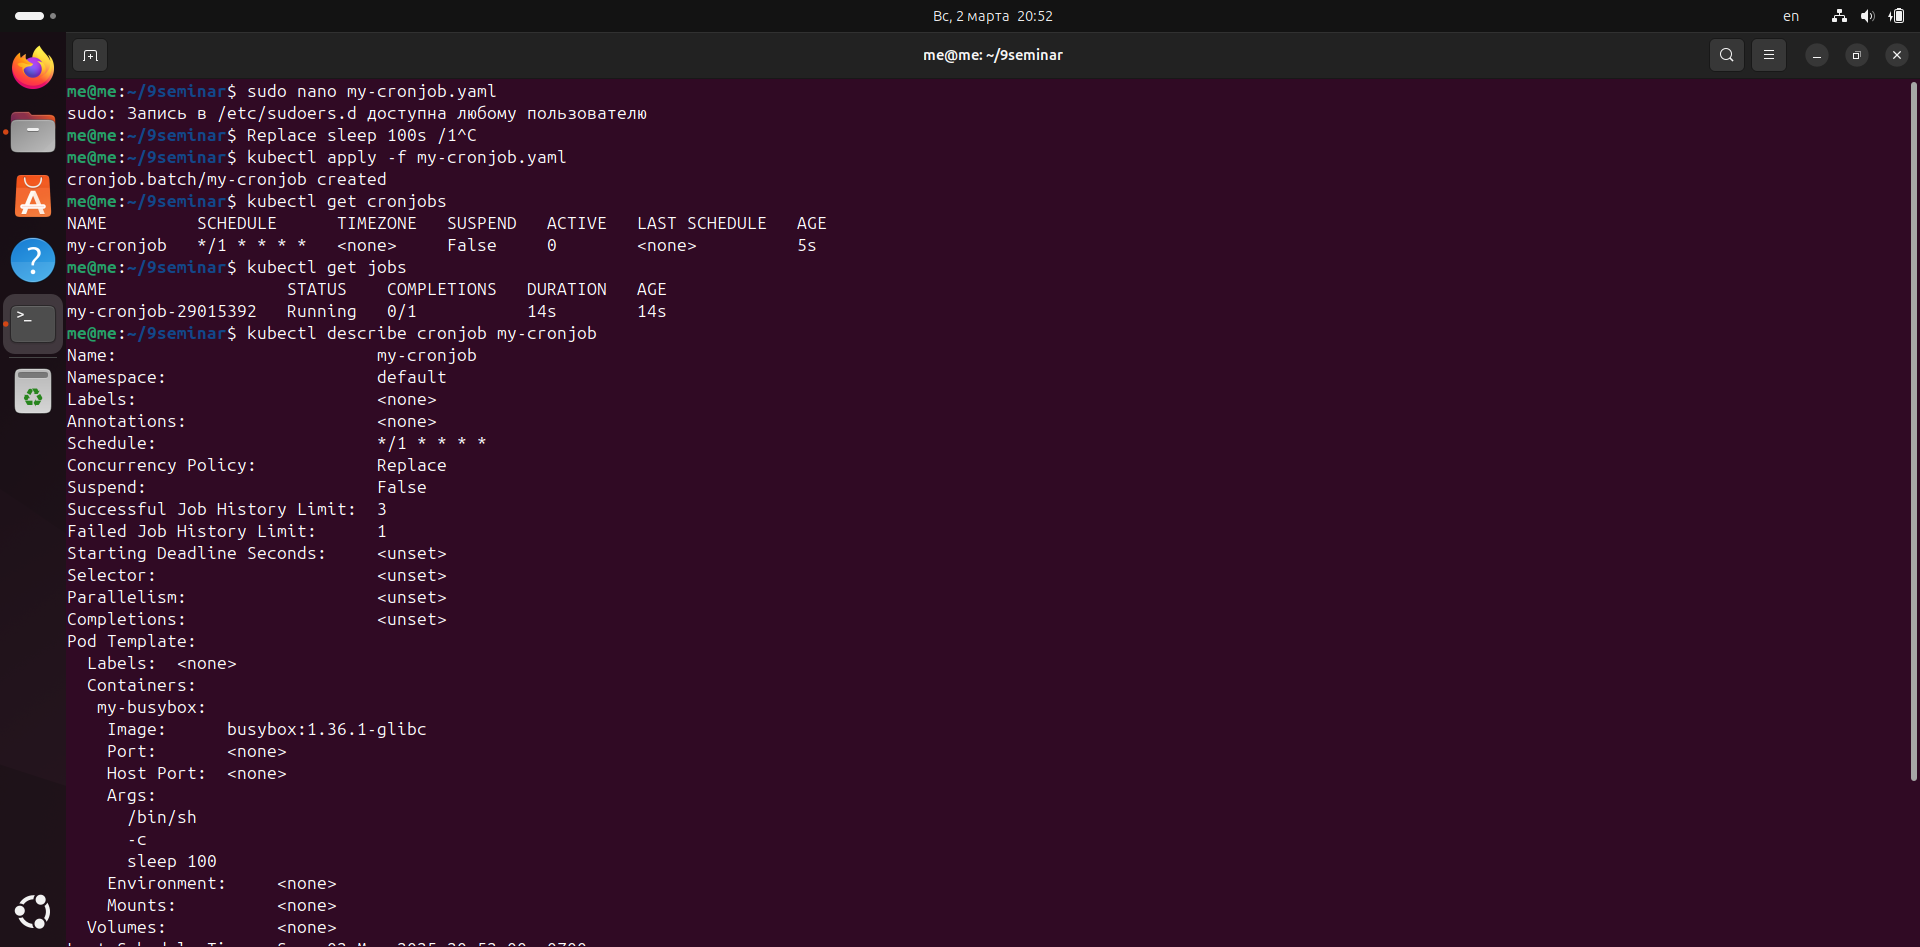 Вс, 2 марта 20:52
en
me@me: ~/9seminar
me@me:~/9seminar$ sudo nano my-cronjob.yaml
sudo: Запись в /etc/sudoers.d доступна любому пользователю
me@me:~/9seminar$ Replace sleep 100s /1^C
me@me:~/9seminar$ kubectl apply -f my-cronjob.yaml
cronjob.batch/my-cronjob created
me@me:~/9seminar$ kubectl get cronjobs
NAME SCHEDULE TIMEZONE SUSPEND ACTIVE LAST SCHEDULE AGE
my-cronjob */1 * * * * <none> False 0 <none> 5s
me@me:~/9seminar$ kubectl get jobs
NAME STATUS COMPLETIONS DURATION AGE
my-cronjob-29015392 Running 0/1 14s 14s
me@me:~/9seminar$ kubectl describe cronjob my-cronjob
Name: my-cronjob
Namespace: default
Labels: <none>
Annotations: <none>
Schedule: */1 * * * *
Concurrency Policy: Replace
Suspend: False
Successful Job History Limit: 3
Failed Job History Limit: 1
Starting Deadline Seconds: <unset>
Selector: <unset>
Parallelism: <unset>
Completions: <unset>
Pod Template:
Labels: <none>
Containers:
my-busybox:
Image: busybox:1.36.1-glibc
Port: <none>
Host Port: <none>
Args:
/bin/sh
-c
sleep 100
Environment: <none>
Mounts: <none>
Volumes: <none>